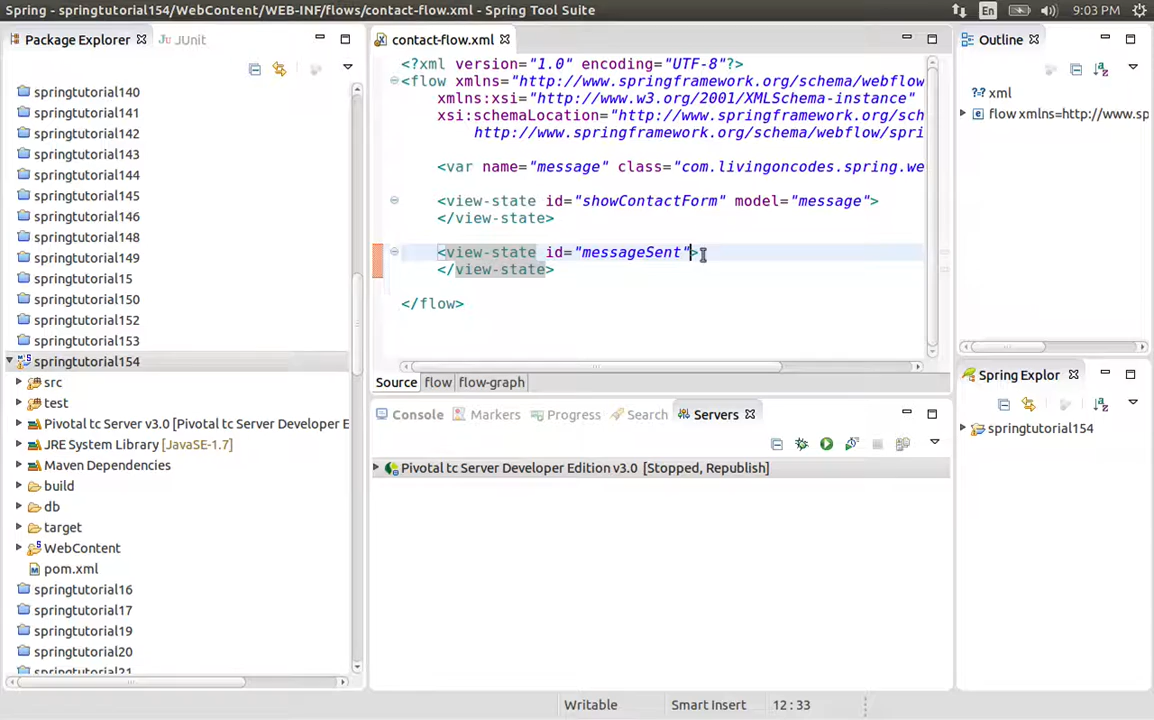 Spring - springtutorial154/WebContent/WEB-INF/flows/contact-flow.xml - Spring Tool Suite
En
9:03 PM
Package Explorer
JUnit
springtutorial140
springtutorial141
springtutorial142
springtutorial143
springtutorial144
springtutorial145
springtutorial146
springtutorial148
springtutorial149
springtutorial15
springtutorial150
springtutorial152
springtutorial153
springtutorial154
src
test
Pivotal tc Server v3.0 (Pivotal tc Server Developer E
JRE System Library [JavaSE-1.7]
Maven Dependencies
build
db
target
WebContent
pom.xml
springtutorial16
springtutorial17
springtutorial19
springtutorial20
springtutorial21
contact-flow.xml
<?xml version="1.0" encoding="UTF-8"?>
<flow xmlns="http://www.springframework.org/schema/webflow
xmlns:xsi="http://www.w3.org/2001/XMLSchema-instance"
xsi:schemaLocation="http://www.springframework.org/sch
http://www.springframework.org/schema/webflow/spri
<var name="message" class="com.livingoncodes.spring.we
<view-state id="showContactForm" model="message">
</view-state>
<view-state id="messageSent">
</view-state>
</flow>
Source
flow
flow-graph
Console
Markers
Progress
Search
Servers
Pivotal tc Server Developer Edition v3.0 [Stopped, Republish]
Outline
xml
flow xmlns=http://www.sp
Spring Explor
springtutorial154
Writable
Smart Insert
12 : 33